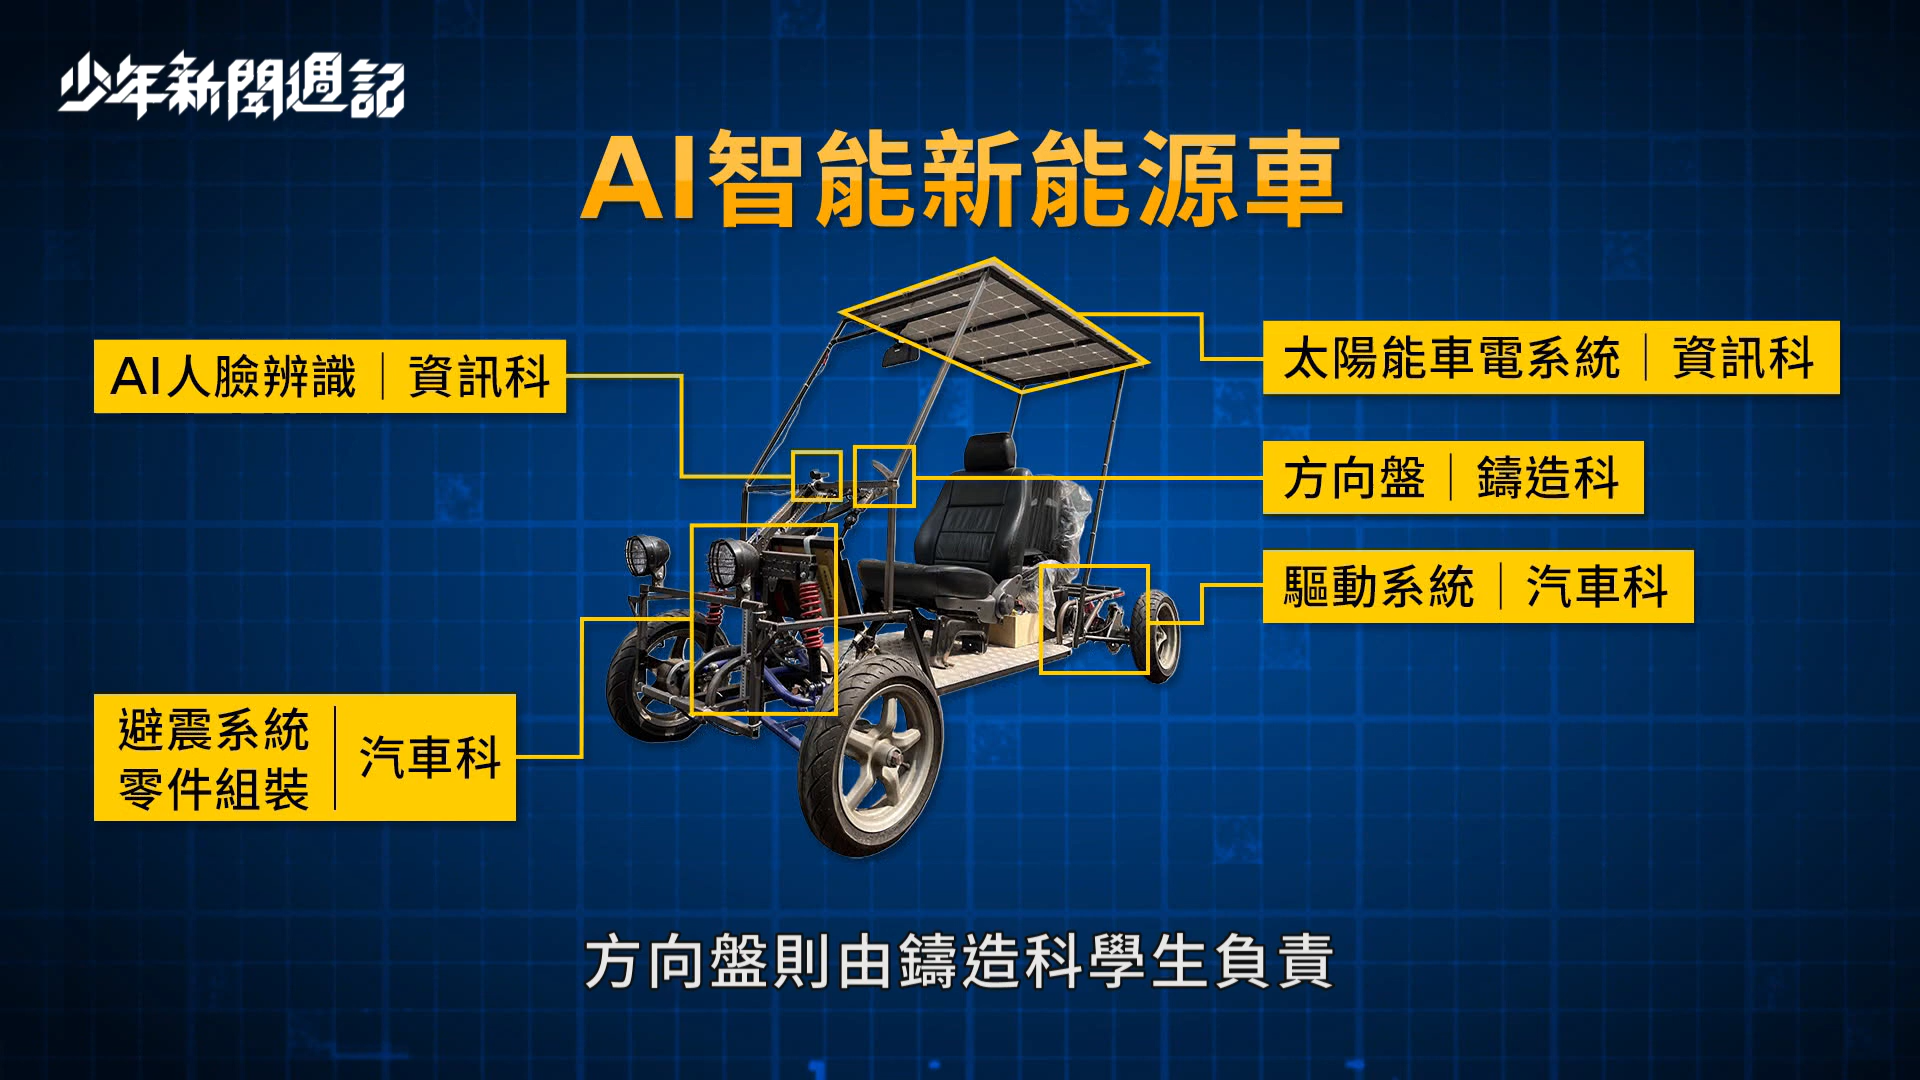 少年新聞週記
AI智能新能源車
AI人臉辨識｜資訊科
太陽能車電系統｜資訊科
方向盤｜鑄造科
驅動系統｜汽車科
避震系統
零件組裝
汽車科
方向盤則由鑄造科學生負責